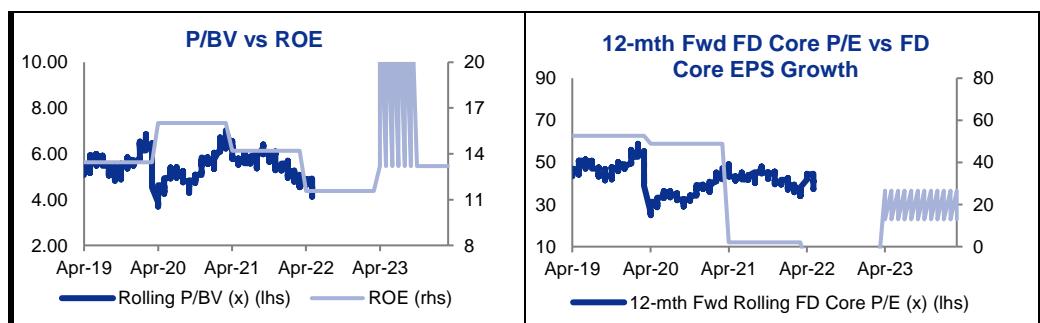 P/BV vs ROE
10.00
8.00
6.00
4.00
2.00
20
17
14
11
8
Apr-19 Apr-20 Apr-21 Apr-22 Apr-23
Rolling P/BV (x) (lhs) ROE (rhs)
12-mth Fwd FD Core P/E vs FD
Core EPS Growth
90
70
50
30
10
80
60
40
20
0
Apr-19 Apr-20 Apr-21 Apr-22 Apr-23
12-mth Fwd Rolling FD Core P/E (x) (lhs)